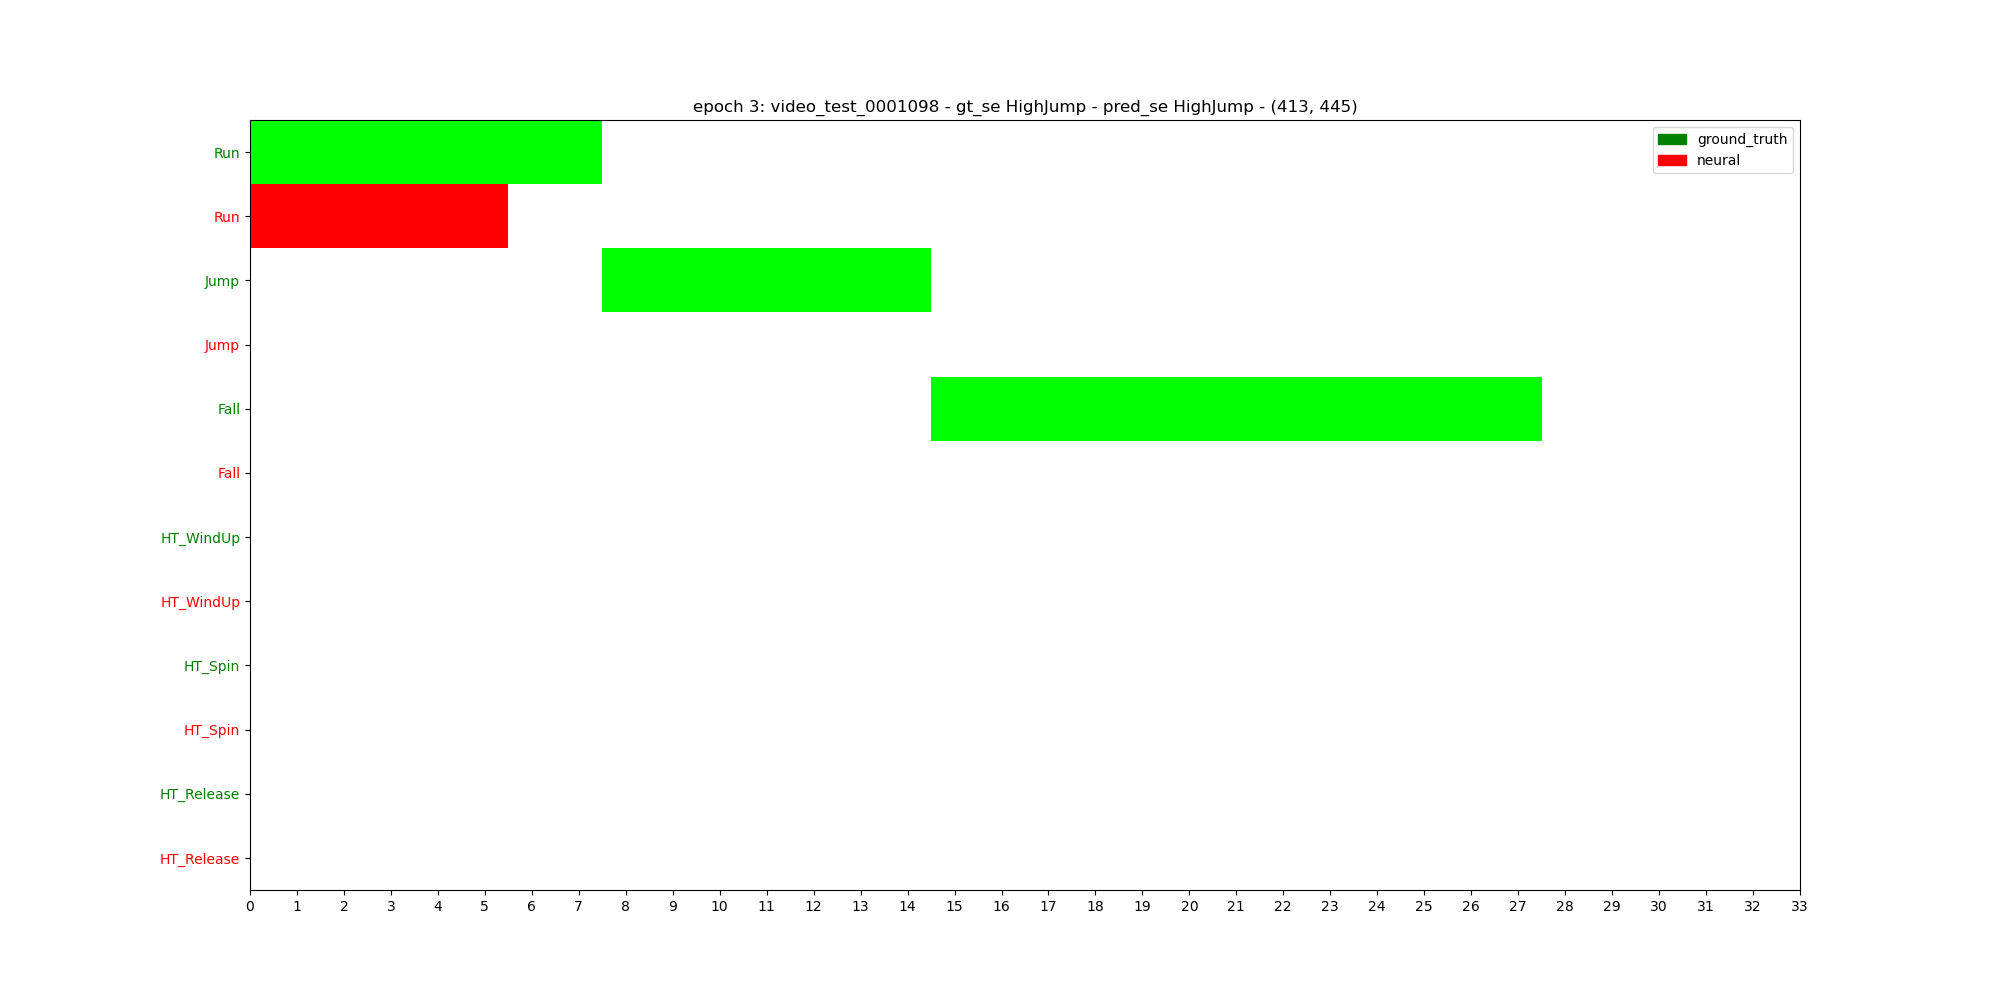 epoch 3: video_test_0001098 - gt_se HighJump - pred_se HighJump - (413, 445)
ground_truth
neural
Run
Run
Jump
Jump
Fall
Fall
HT_WindUp
HT_WindUp
HT_Spin
HT_Spin
HT_Release
HT_Release
0 1 2 3 4 5 6 7 8 9 10 11 12 13 14 15 16 17 18 19 20 21 22 23 24 25 26 27 28 29 30 31 32 33